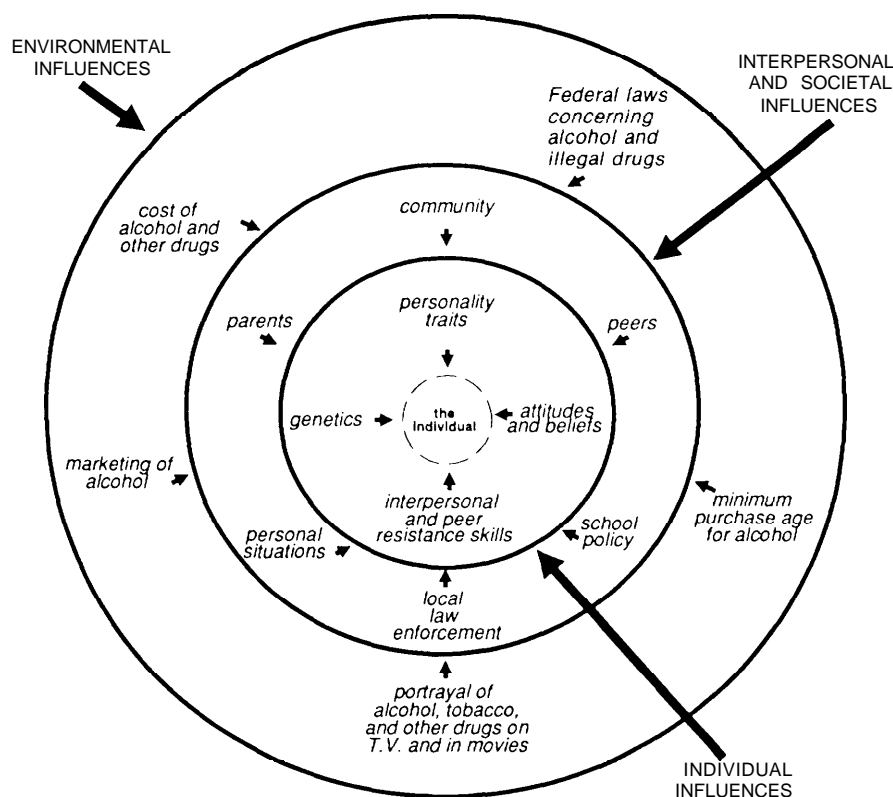 ENVIRONMENTAL
INFLUENCES
INTERPERSONAL
AND SOCIETAL
INFLUENCES
Federal laws
concerning
alcohol and
illegal drugs
cost of
alcohol and
other drugs
community
parents
personality
traits
peers
genetics
the
individual
attitudes
and beliefs
marketing of
alcohol
interpersonal
and peer
resistance skills
minimum
purchase age
for alcohol
personal
situations
school
policy
local
law
enforcement
portrayal of
alcohol, tobacco,
and other drugs on
T.V. and in movies
INDIVIDUAL
INFLUENCES